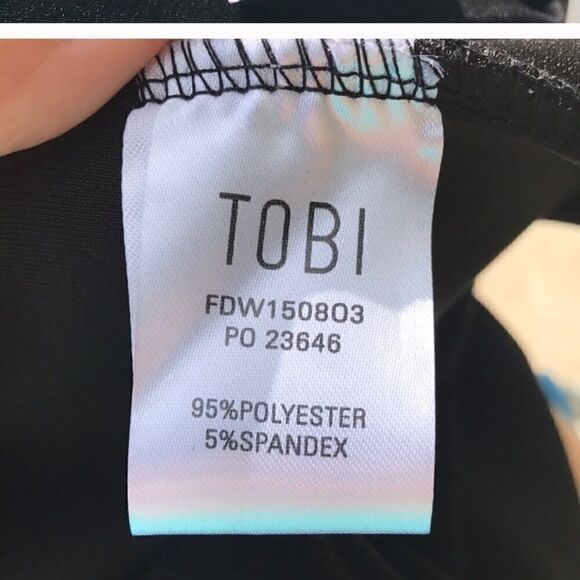 TOBI
FDW150803
PO 23646
95%POLYESTER
5%SPANDEX